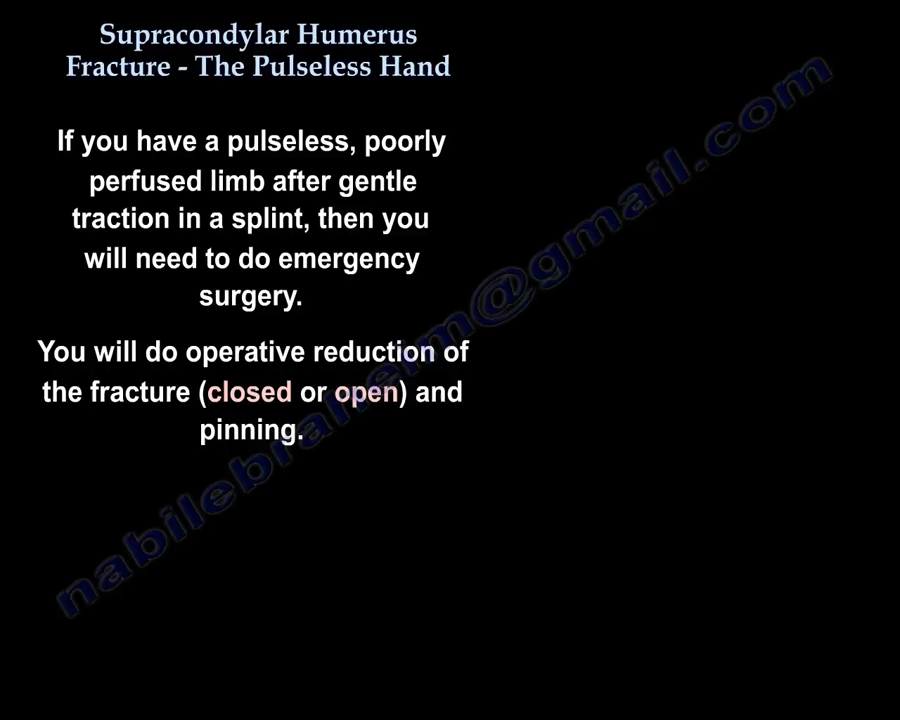 Supracondylar Humerus
Fracture - The Pulseless Hand
If you have a pulseless, poorly
perfused limb after gentle
traction in a splint, then you
will need to do emergency
surgery.
You will do operative reduction of
the fracture (closed or open) and
pinning.
nabilebraheim@gmail.com